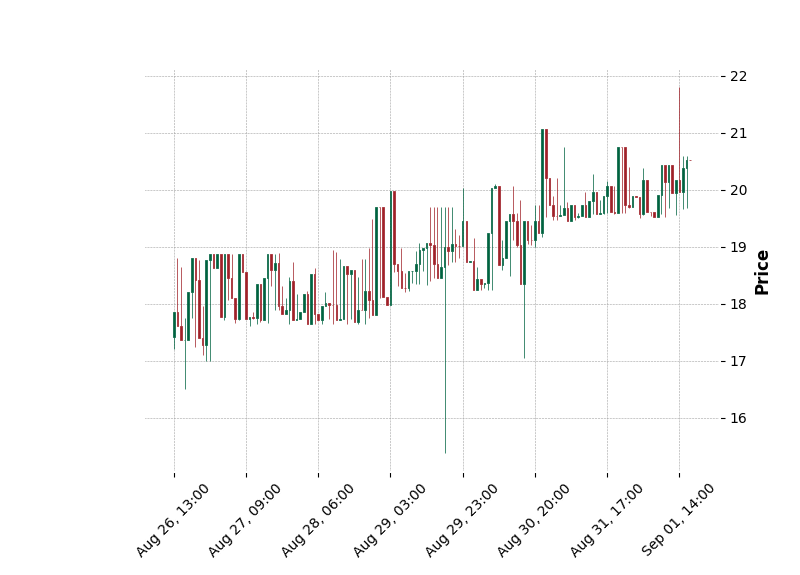 22
21
20
19
18
17
16
Price
Aug 26, 13:00
Aug 27, 09:00
Aug 28, 06:00
Aug 29, 03:00
Aug 29, 23:00
Aug 30, 20:00
Aug 31, 17:00
Sep 01, 14:00